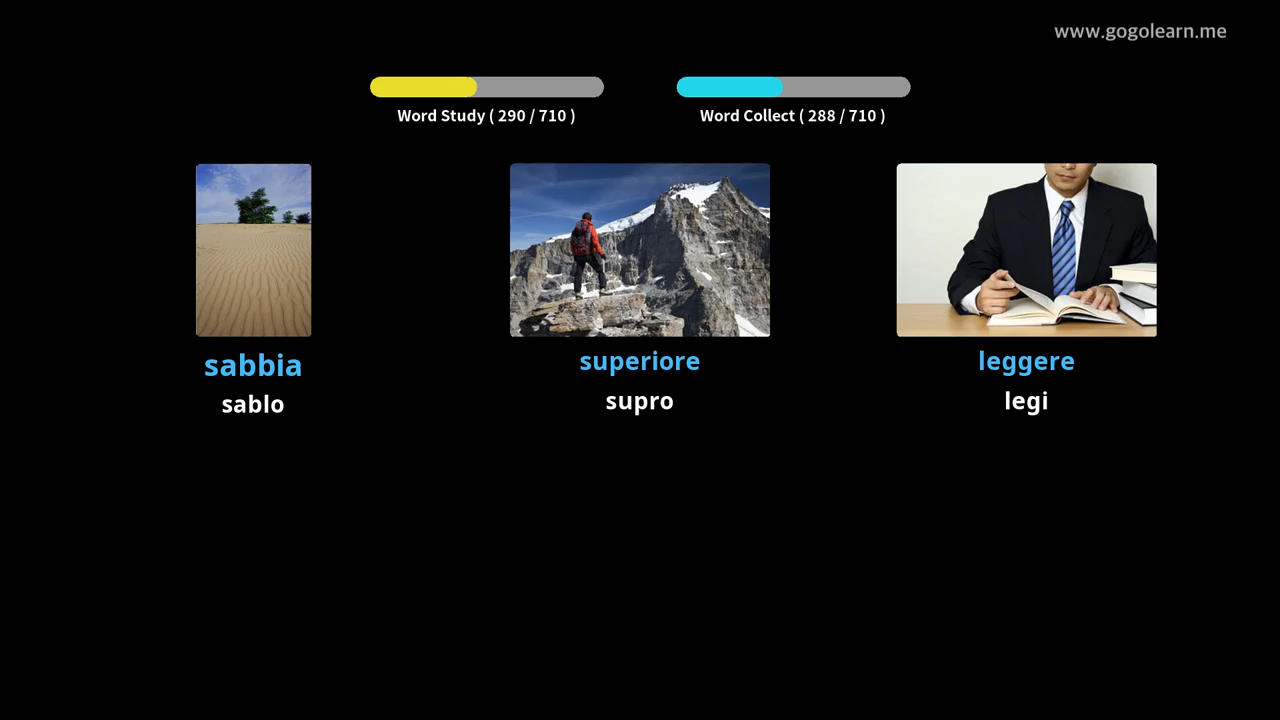 www.gogolearn.me
Word Study ( 290 / 710 )
Word Collect ( 288 / 710 )
sabbia
superiore
leggere
sablo
supro
legi